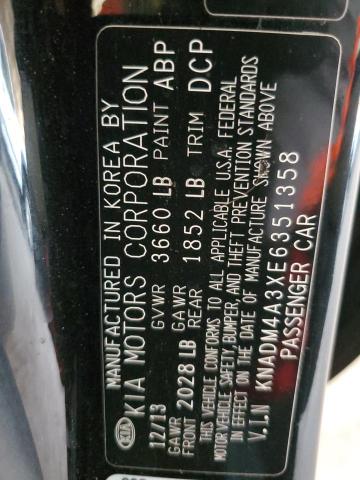 MANUFACTURED IN KOREA BY
KIA KIA MOTORS CORPORATION
12/13 GVWR 3660 LB PAINT ABP
GAWR FRONT 2028 LB GAWR REAR 1852 LB TRIM DCP
THIS VEHICLE CONFORMS TO ALL APPLICABLE U.S.A. FEDERAL
MOTOR VEHICLE SAFETY, BUMPER, AND THEFT PREVENTION STANDARDS
IN EFFECT ON THE DATE OF MANUFACTURE SHOWN ABOVE
V.I.N KNADM4A3XE6351358
PASSENGER CAR